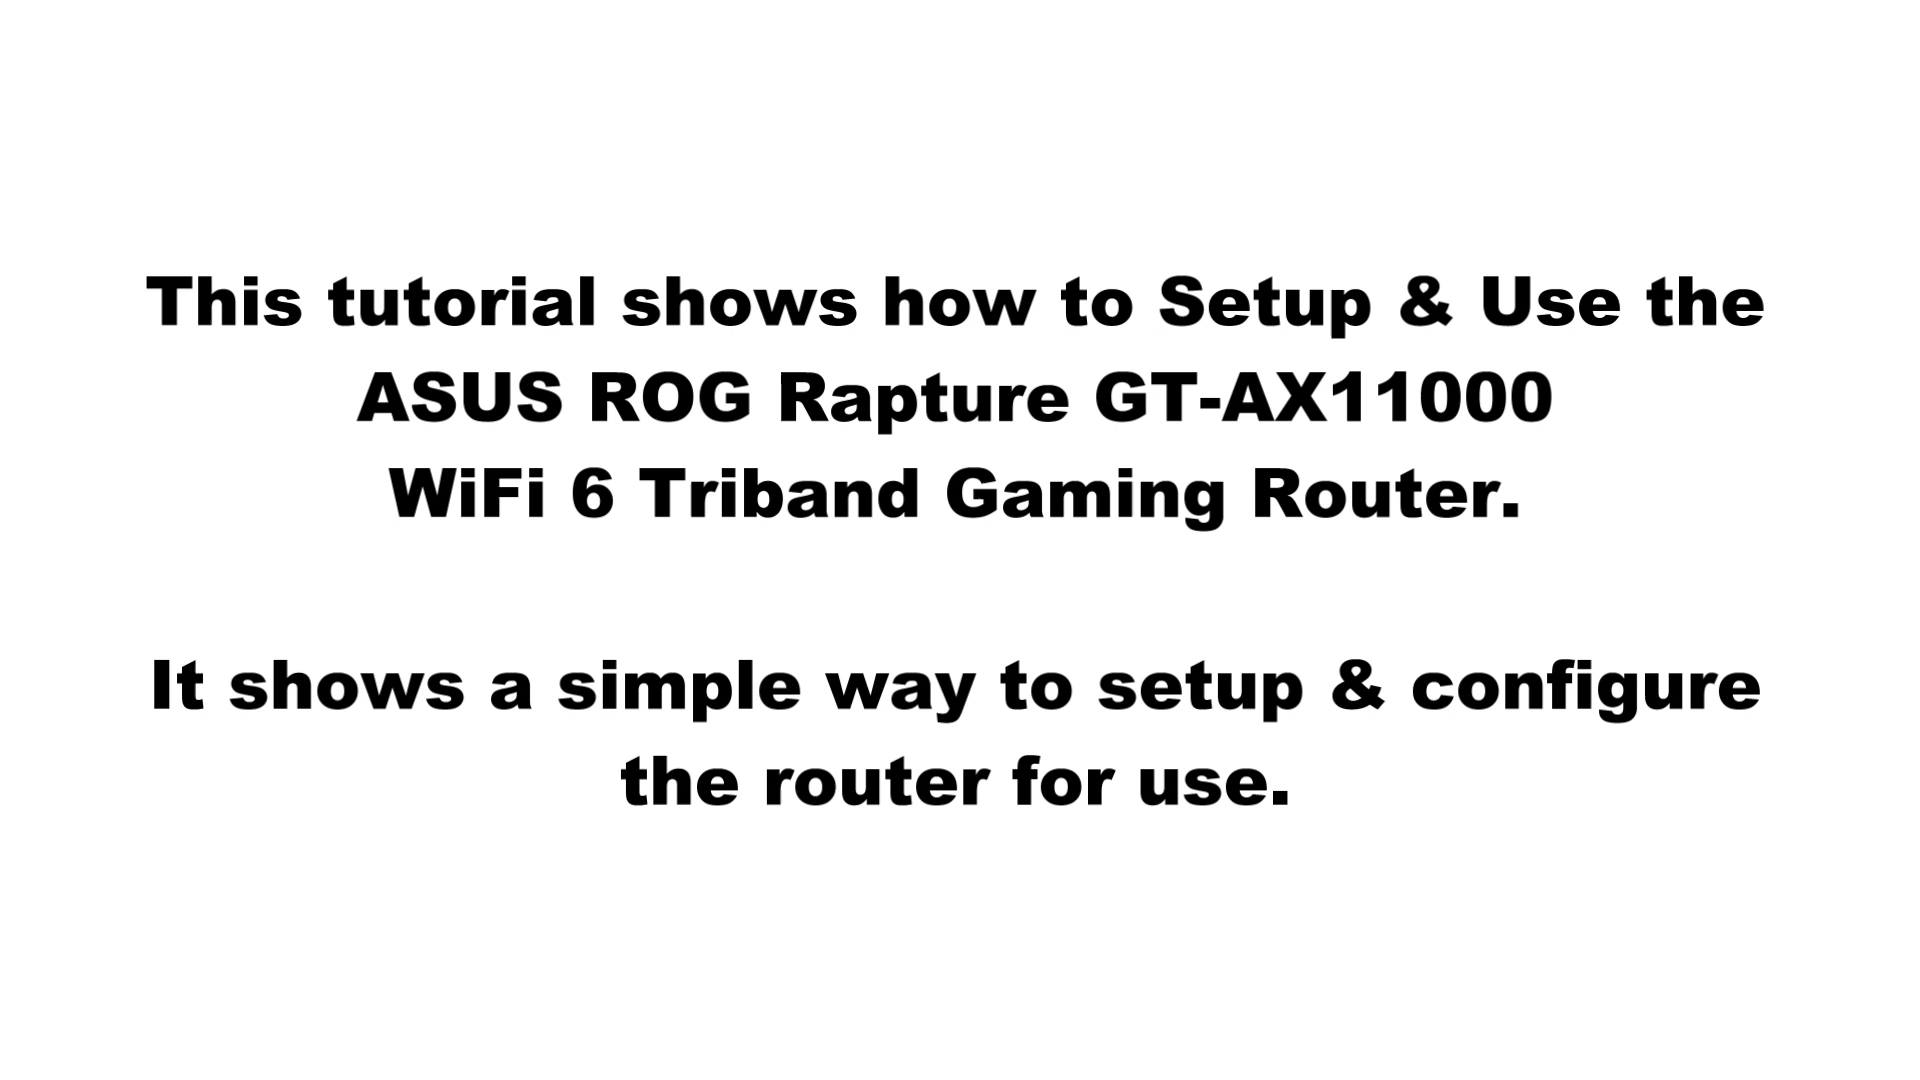 This tutorial shows how to Setup & Use the
ASUS ROG Rapture GT-AX11000
WiFi 6 Triband Gaming Router.
It shows a simple way to setup & configure
the router for use.